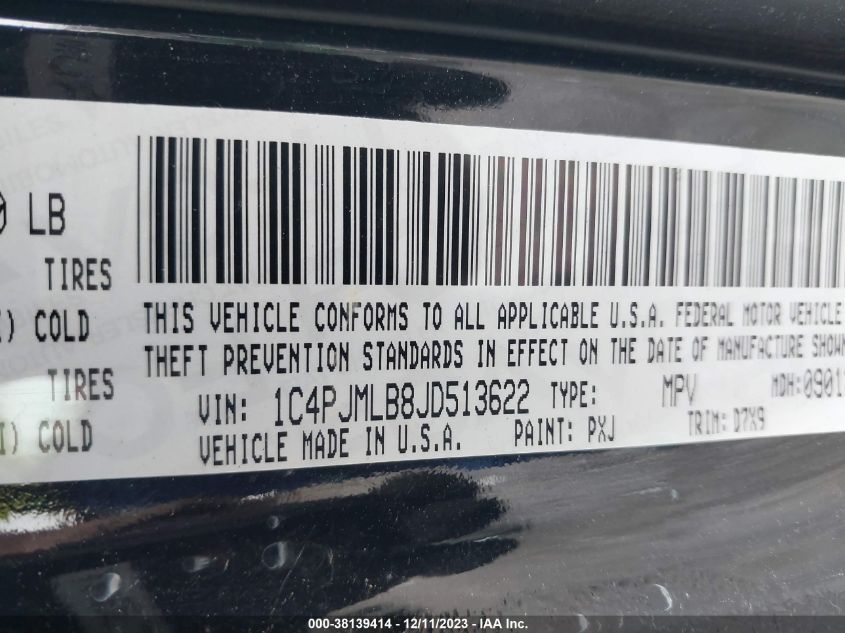 LB
TIRES
COLD
TIRES
COLD
THIS VEHICLE CONFORMS TO ALL APPLICABLE U.S.A. FEDERAL MOTOR VEHICLE
THEFT PREVENTION STANDARDS IN EFFECT ON THE DATE OF MANUFACTURE SHOWN
VIN: 1C4PJMLB8JD513622 TYPE: MPV MDH:0901
VEHICLE MADE IN U.S.A. PAINT: PXJ TRIM: D7X9
000-38139414 - 12/11/2023 - IAA Inc.